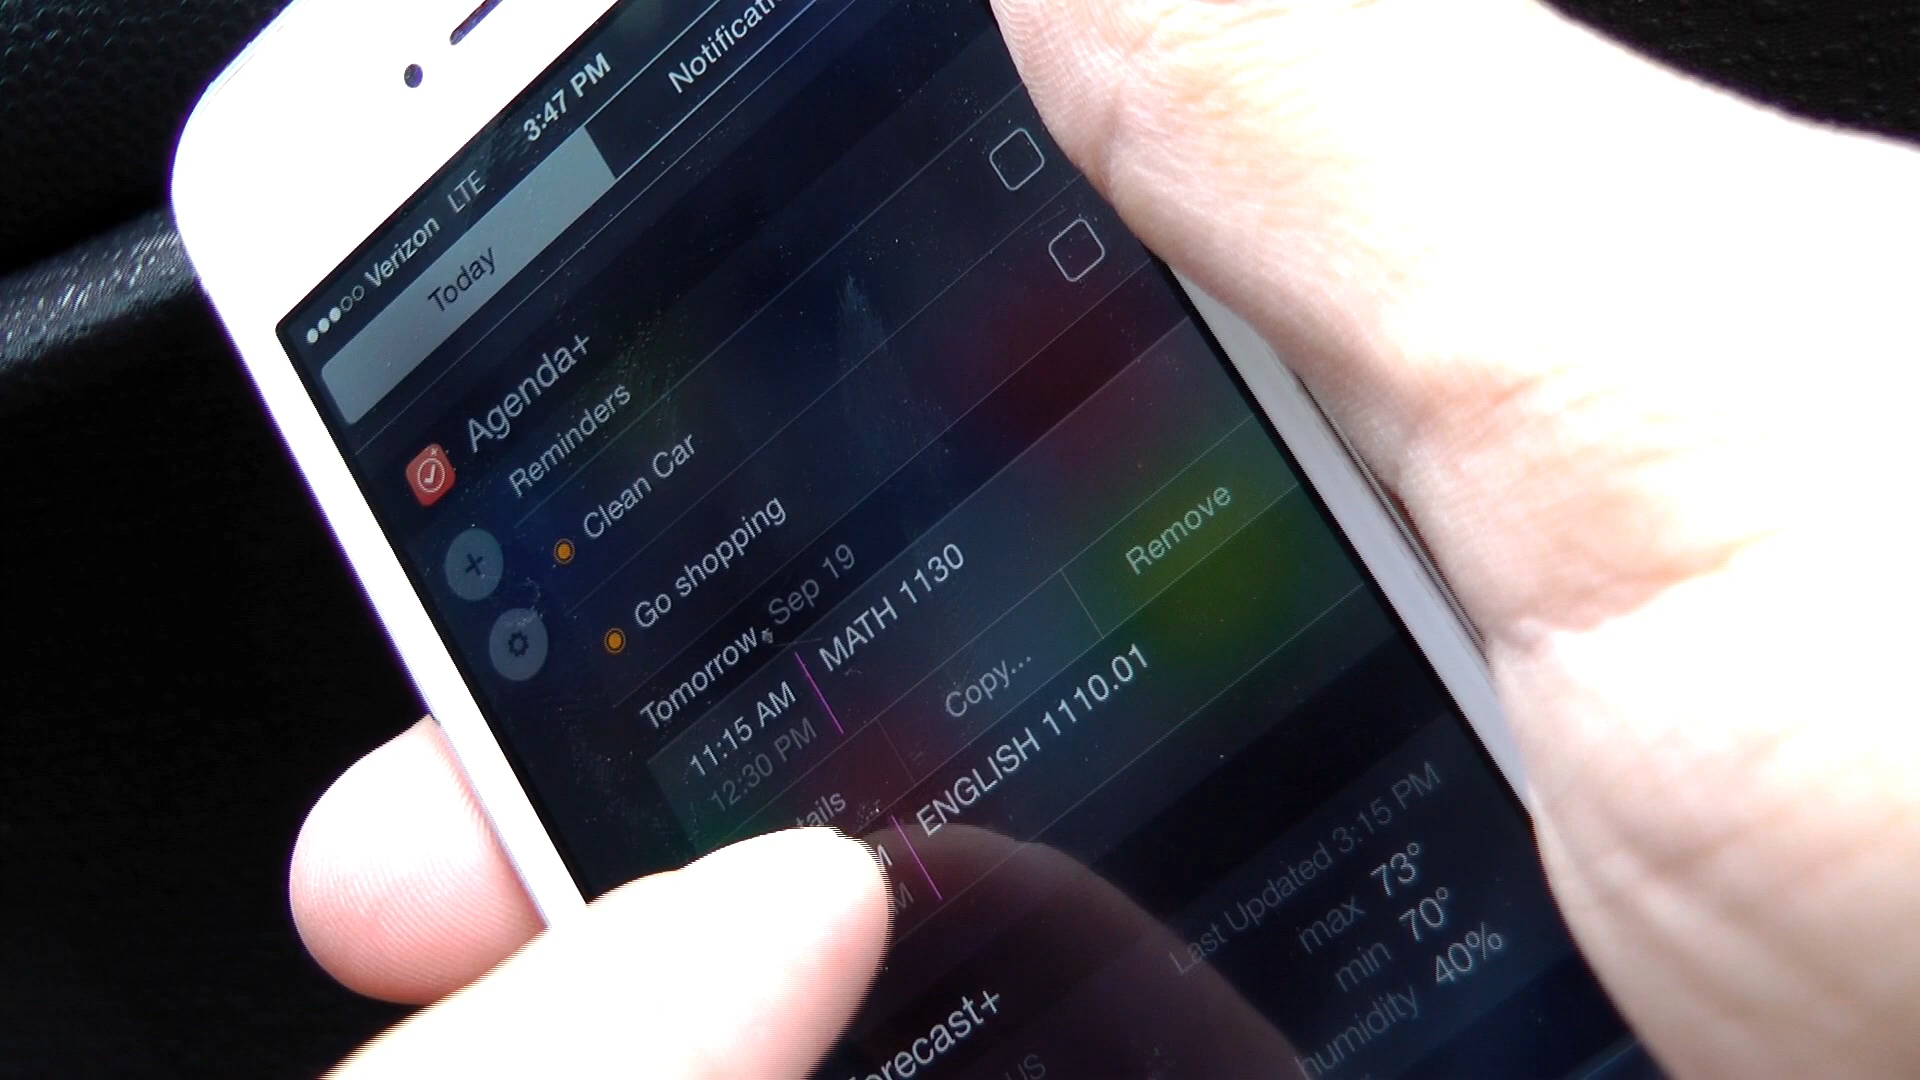 Verizon LTE 3:47 PM
Today
Agenda+
Reminders
Clean Car
Go shopping
Tomorrow, Sep 19
11:15 AM MATH 1130
12:30 PM
Copy... Remove
ENGLISH 1110.01
Last Updated 3:15 PM
max 73°
min 70°
humidity 40%